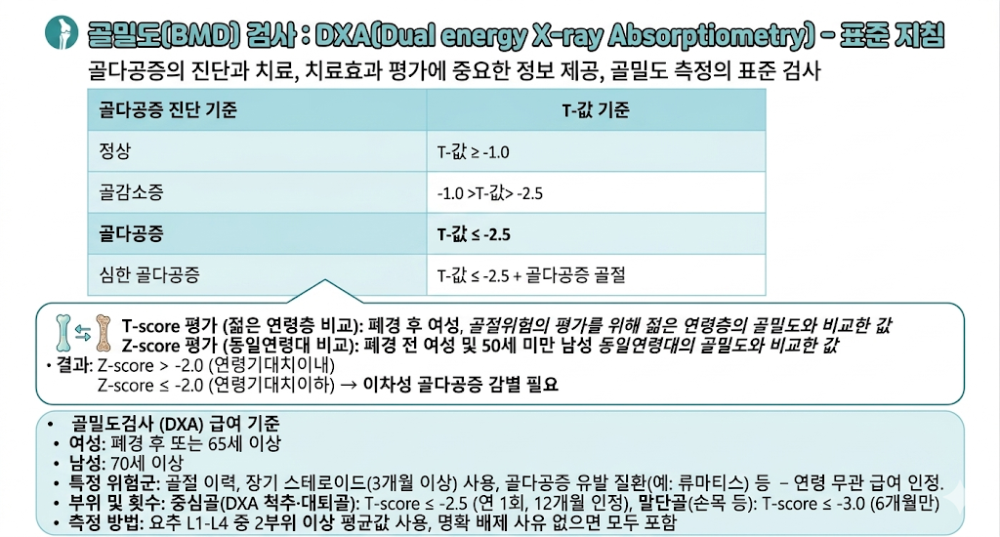 골밀도(BMD) 검사 : DXA(Dual energy X-ray Absorptiometry) - 표준 지침
골다공증의 진단과 치료, 치료효과 평가에 중요한 정보 제공, 골밀도 측정의 표준 검사
골다공증 진단 기준 T-값 기준
정상 T-값 ≥ -1.0
골감소증 -1.0 >T-값> -2.5
골다공증 T-값 ≤ -2.5
심한 골다공증 T-값 ≤ -2.5 + 골다공증 골절
T-score 평가 (젊은 연령층 비교): 폐경 후 여성, 골절위험의 평가를 위해 젊은 연령층의 골밀도와 비교한 값
Z-score 평가 (동일연령대 비교): 폐경 전 여성 및 50세 미만 남성 동일연령대의 골밀도와 비교한 값
• 결과: Z-score > -2.0 (연령기대치이내)
Z-score ≤ -2.0 (연령기대치이하) → 이차성 골다공증 감별 필요
• 골밀도검사 (DXA) 급여 기준
• 여성: 폐경 후 또는 65세 이상
• 남성: 70세 이상
• 특정 위험군: 골절 이력, 장기 스테로이드(3개월 이상) 사용, 골다공증 유발 질환(예: 류마티스) 등 – 연령 무관 급여 인정.
• 부위 및 횟수: 중심골(DXA 척추·대퇴골): T-score ≤ -2.5 (연 1회, 12개월 인정), 말단골(손목 등): T-score ≤ -3.0 (6개월만)
• 측정 방법: 요추 L1-L4 중 2부위 이상 평균값 사용, 명확 배제 사유 없으면 모두 포함